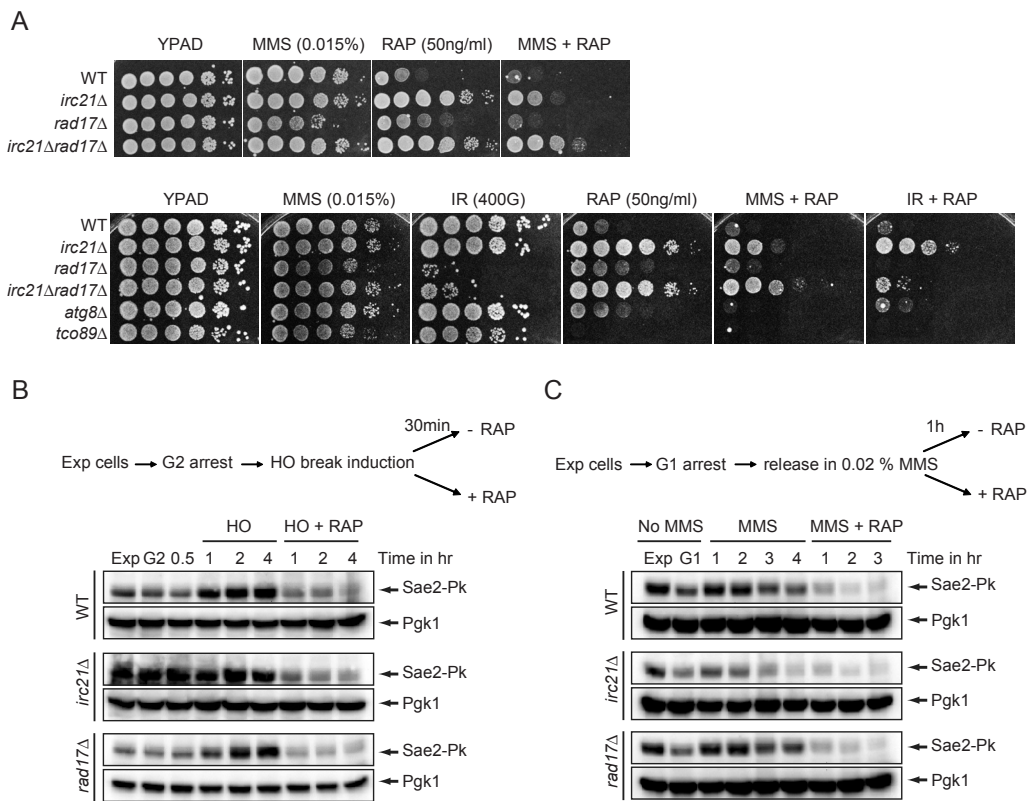 A
YPAD MMS (0.015%) RAP (50ng/ml) MMS + RAP
WT
irc21Δ
rad17Δ
irc21Δrad17Δ
YPAD MMS (0.015%) IR (400G) RAP (50ng/ml) MMS + RAP IR + RAP
WT
irc21Δ
rad17Δ
irc21Δrad17Δ
atg8Δ
tco89Δ
B
30min - RAP
Exp cells G2 arrest HO break induction
+ RAP
HO HO + RAP
Exp G2 0.5 1 2 4 1 2 4 Time in hr
WT
Sae2-Pk
Pgk1
irc21Δ
Sae2-Pk
Pgk1
rad17Δ
Sae2-Pk
Pgk1
C
1h - RAP
Exp cells G1 arrest release in 0.02 % MMS
+ RAP
No MMS MMS MMS + RAP
Exp G1 1 2 3 4 1 2 3 Time in hr
WT
Sae2-Pk
Pgk1
irc21Δ
Sae2-Pk
Pgk1
rad17Δ
Sae2-Pk
Pgk1